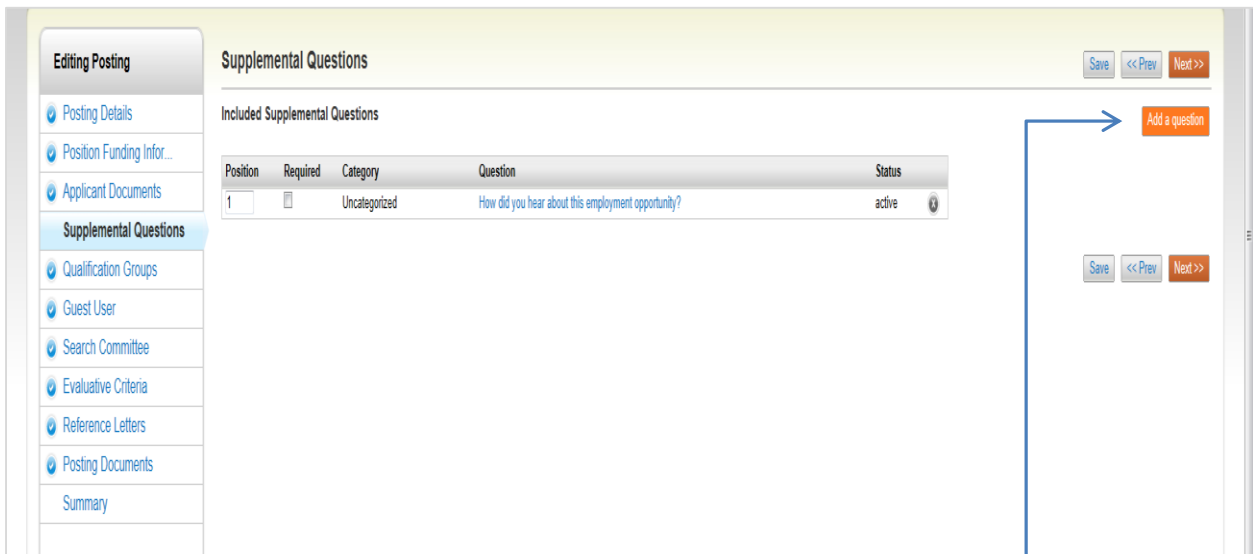 Editing Posting
Posting Details
Position Funding Infor...
Applicant Documents
Supplemental Questions
Qualification Groups
Guest User
Search Committee
Evaluative Criteria
Reference Letters
Posting Documents
Summary
Supplemental Questions
Save << Prev Next >>
Included Supplemental Questions
Add a question
Position Required Category Question Status
1 Uncategorized How did you hear about this employment opportunity? active
Save << Prev Next >>